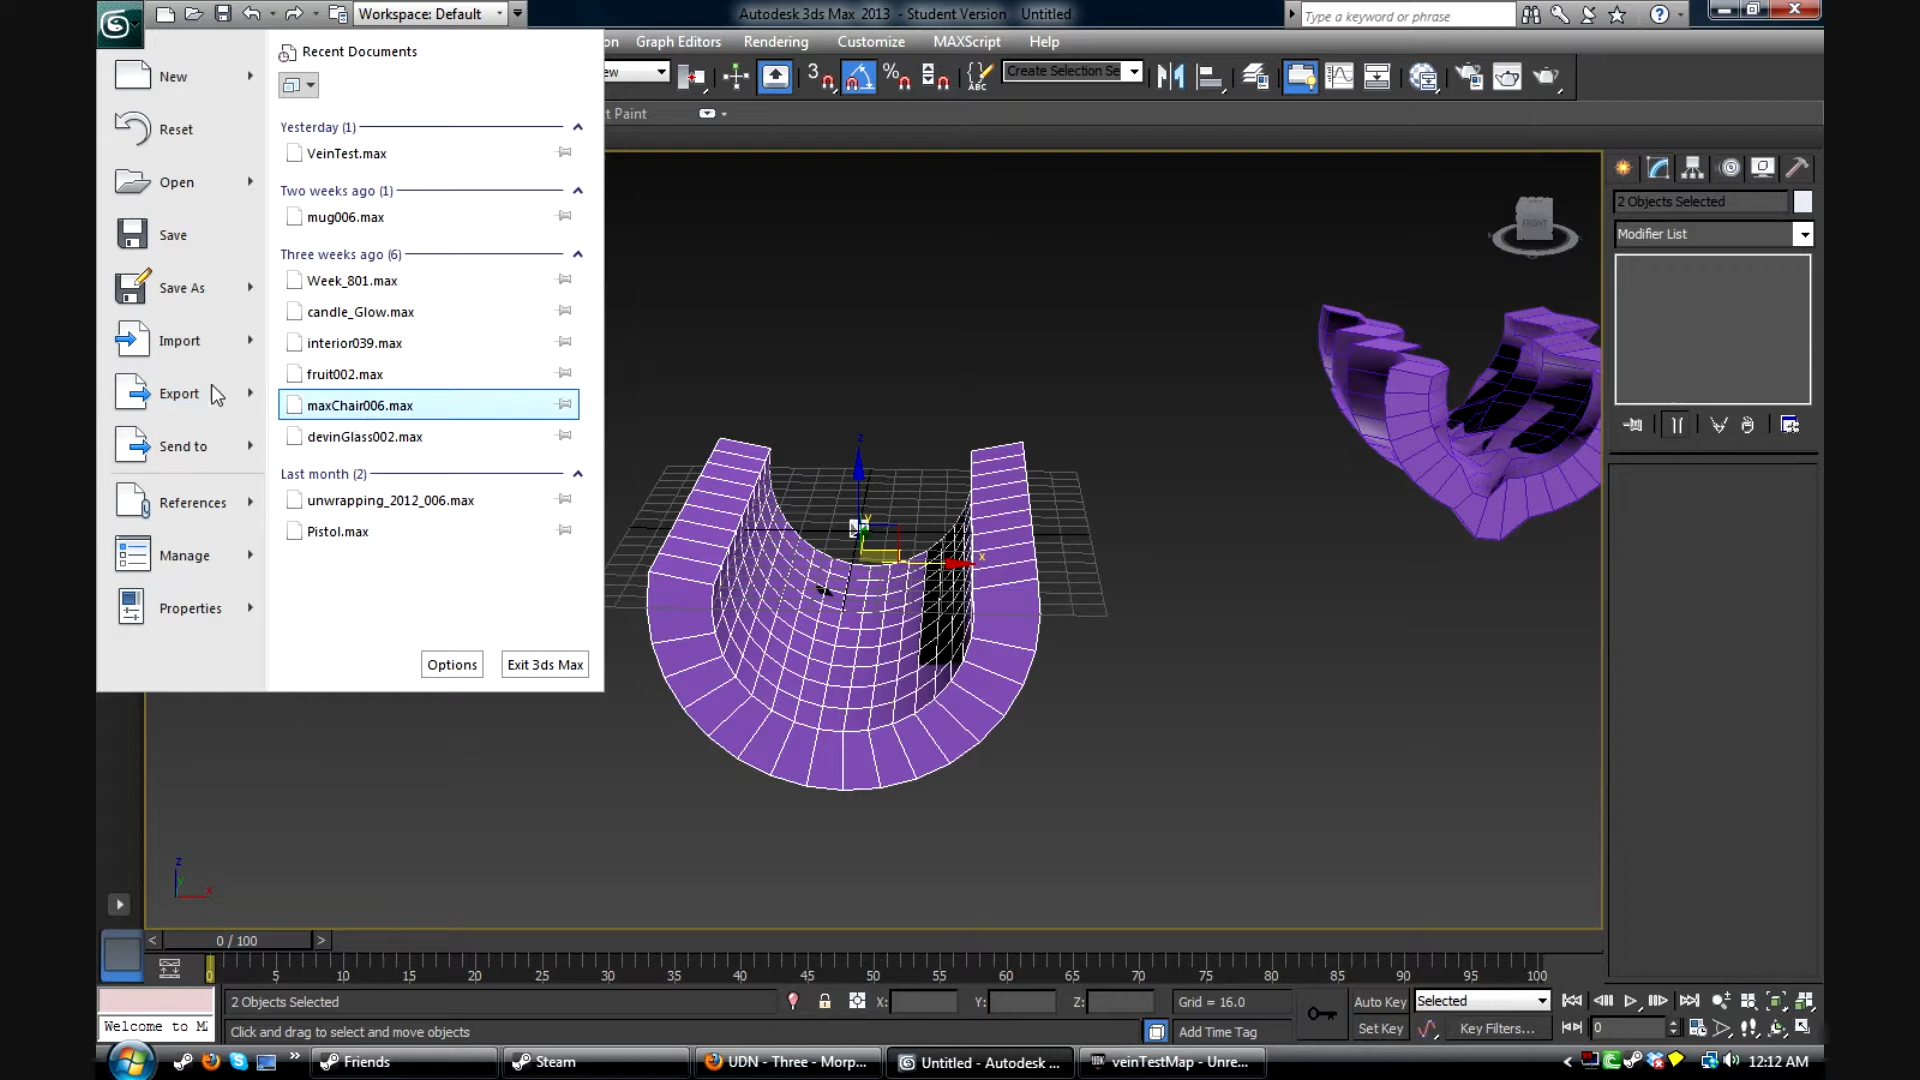 Workspace: Default
Autodesk 3ds Max 2013 - Student Version Untitled
Type a keyword or phrase
on Graph Editors Rendering Customize MAXScript Help
ew
3
%
ABC
Create Selection Se
t Paint
New
Reset
Open
Save
Save As
Import
Export
Send to
References
Manage
Properties
Recent Documents
Yesterday (1)
VeinTest.max
Two weeks ago (1)
mug006.max
Three weeks ago (6)
Week_801.max
candle_Glow.max
interior039.max
fruit002.max
maxChair006.max
devinGlass002.max
Last month (2)
unwrapping_2012_006.max
Pistol.max
Options
Exit 3ds Max
FRONT
2 Objects Selected
Modifier List
z
y
x
z
x
< 0 / 100 >
0 5 10 15 20 25 30 35 40 45 50 55 60 65 70 75 80 85 90 95 100
2 Objects Selected
X:
Y:
Z:
Grid = 16.0
Auto Key
Selected
Welcome to M
Click and drag to select and move objects
Add Time Tag
Set Key
Key Filters...
0
Friends
Steam
UDN - Three - Morp...
Untitled - Autodesk ...
veinTestMap - Unre...
12:12 AM